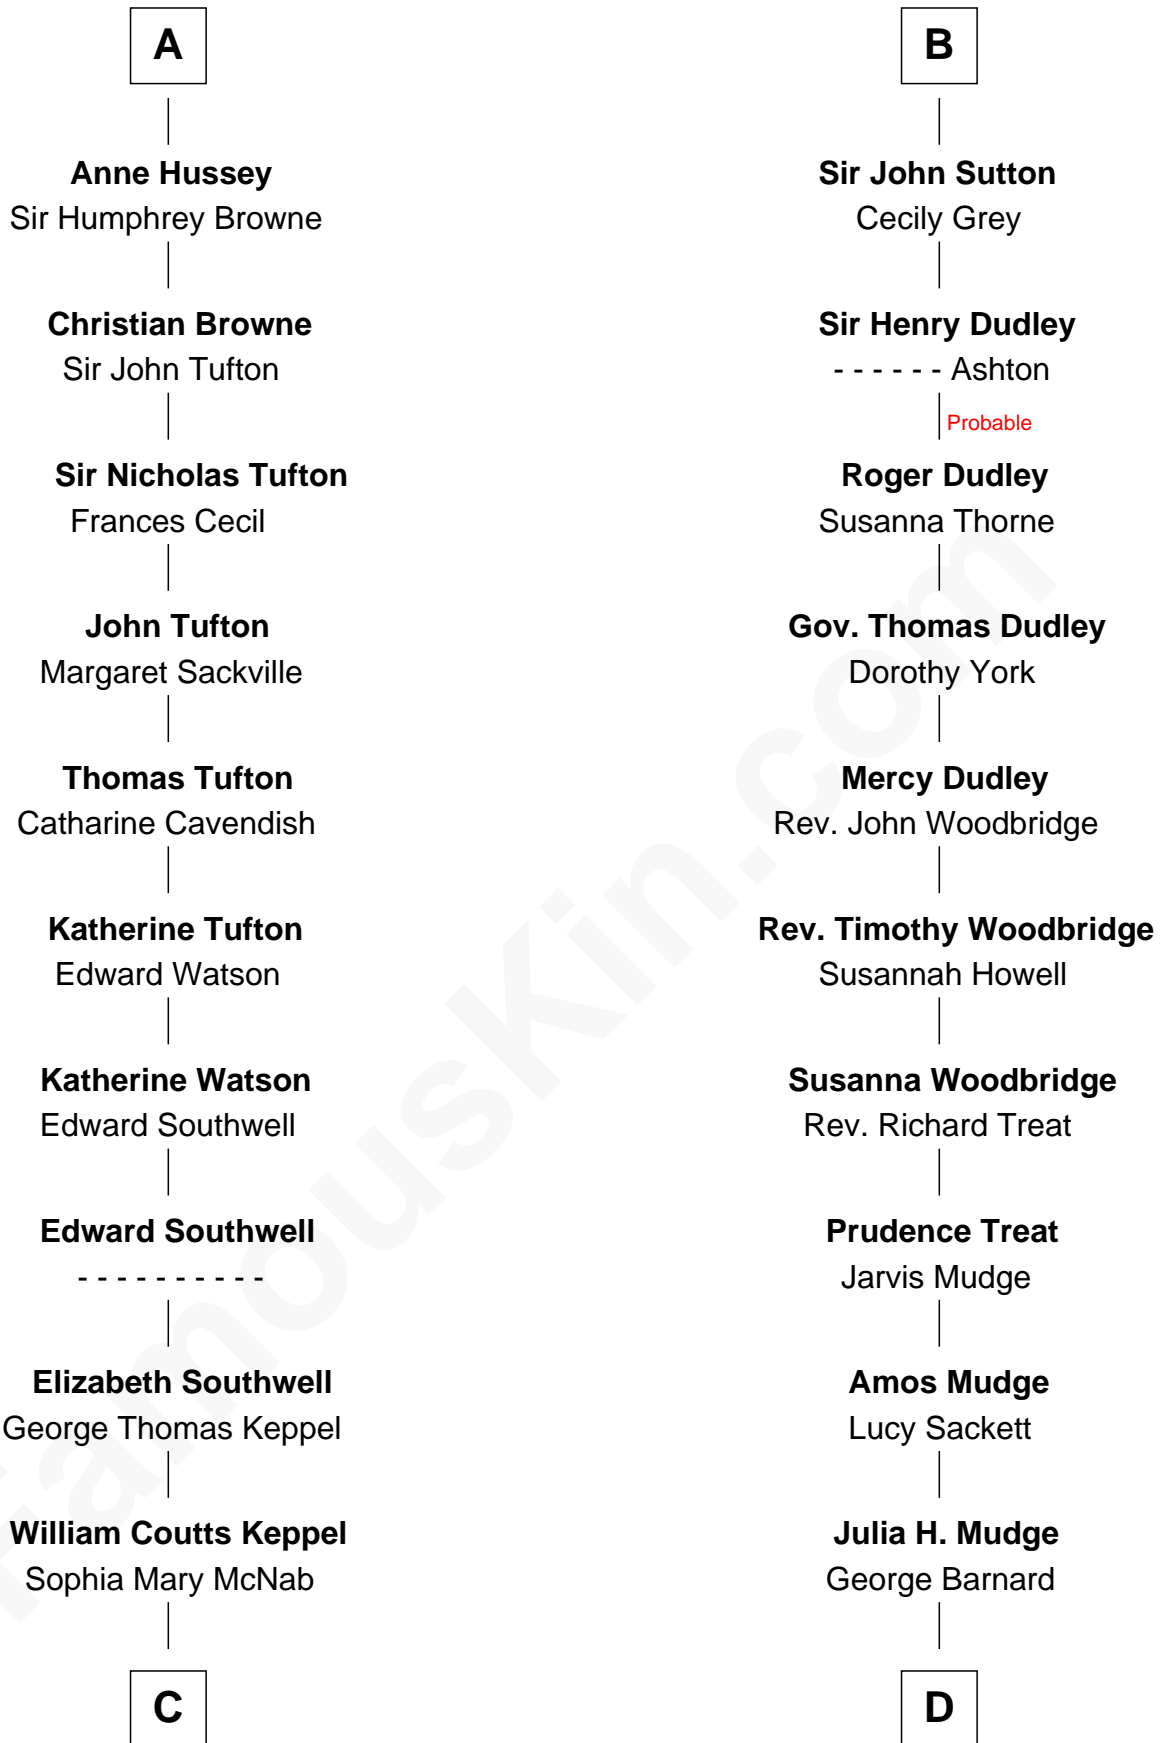 A
Anne Hussey
Sir Humphrey Browne
Christian Browne
Sir John Tufton
Sir Nicholas Tufton
Frances Cecil
John Tufton
Margaret Sackville
Thomas Tufton
Catharine Cavendish
Katherine Tufton
Edward Watson
Katherine Watson
Edward Southwell
Edward Southwell
- - - - - - - - - -
Elizabeth Southwell
George Thomas Keppel
William Coutts Keppel
Sophia Mary McNab
C
B
Sir John Sutton
Cecily Grey
Sir Henry Dudley
- - - - - - Ashton
Probable
Roger Dudley
Susanna Thorne
Gov. Thomas Dudley
Dorothy York
Mercy Dudley
Rev. John Woodbridge
Rev. Timothy Woodbridge
Susannah Howell
Susanna Woodbridge
Rev. Richard Treat
Prudence Treat
Jarvis Mudge
Amos Mudge
Lucy Sackett
Julia H. Mudge
George Barnard
D
FamousKin.com